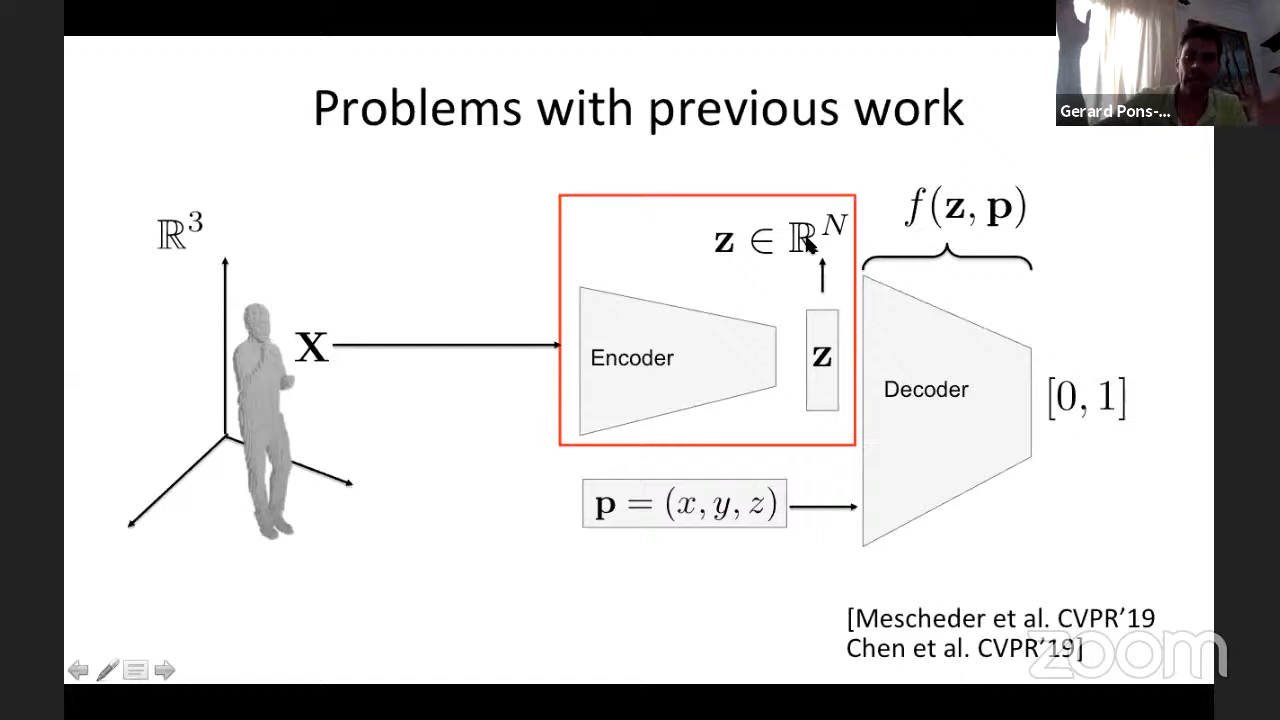 Problems with previous work
Gerard Pons-...
ℝ³
X
z ∈ ℝᴺ
f(z, p)
Encoder
z
Decoder
[0, 1]
p = (x, y, z)
[Mescheder et al. CVPR’19
Chen et al. CVPR’19]
zoom